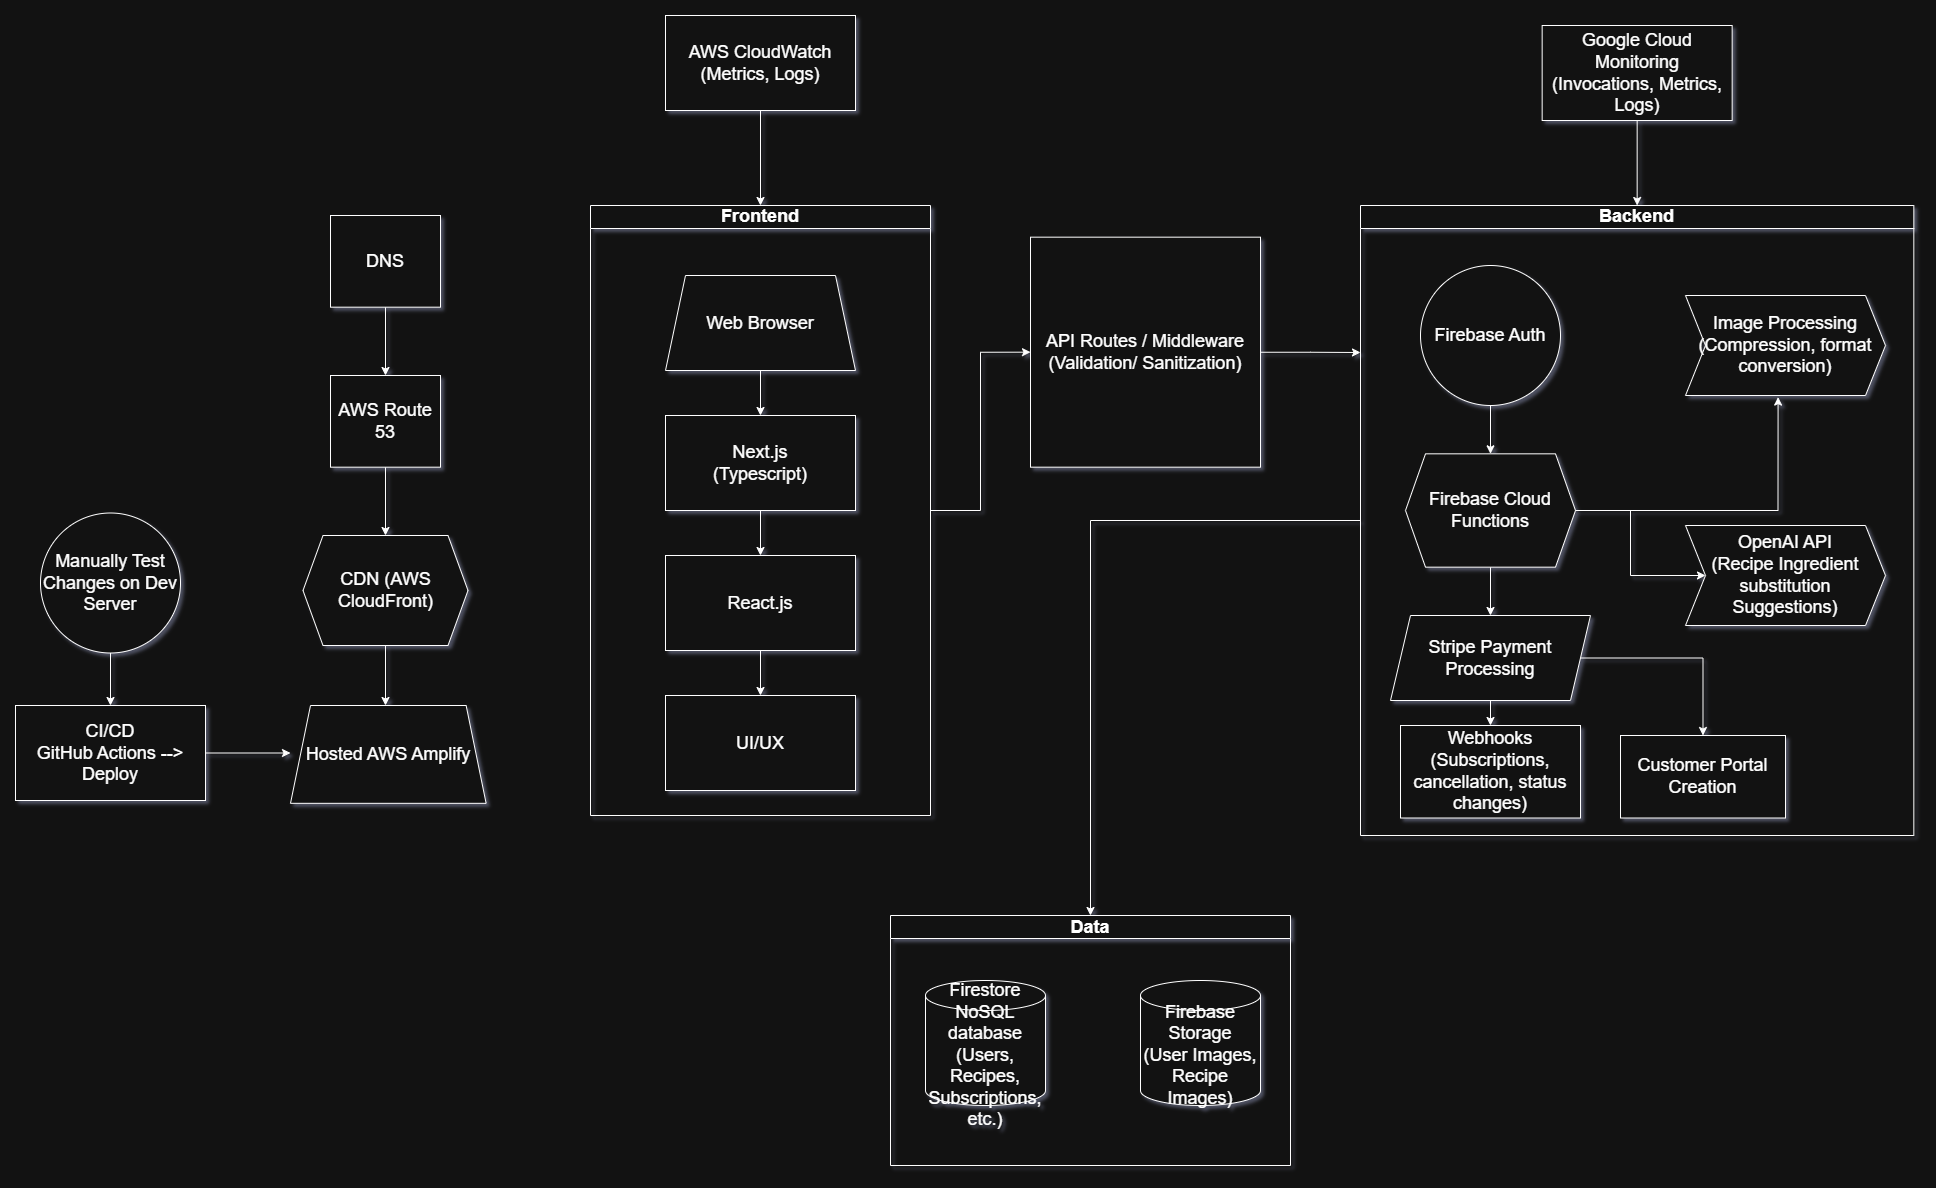 AWS CloudWatch
(Metrics, Logs)
Google Cloud
Monitoring
(Invocations, Metrics,
Logs)
DNS
AWS Route
53
CDN (AWS
CloudFront)
Manually Test
Changes on Dev
Server
CI/CD
GitHub Actions -->
Deploy
Hosted AWS Amplify
Frontend
Web Browser
Next.js
(Typescript)
React.js
UI/UX
API Routes / Middleware
(Validation/ Sanitization)
Backend
Firebase Auth
Image Processing
(Compression, format
conversion)
Firebase Cloud
Functions
OpenAI API
(Recipe Ingredient
substitution
Suggestions)
Stripe Payment
Processing
Webhooks
(Subscriptions,
cancellation, status
changes)
Customer Portal
Creation
Data
Firestore
NoSQL
database
(Users,
Recipes,
Subscriptions,
etc.)
Firebase
Storage
(User Images,
Recipe
Images)